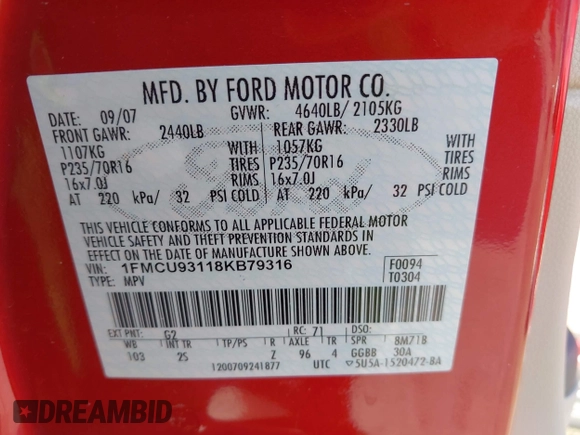 MFD. BY FORD MOTOR CO.
DATE: 09/07 GVWR: 4640LB/ 2105KG
FRONT GAWR: 2440LB REAR GAWR: 2330LB
1107KG WITH 1057KG WITH
P235/70R16 TIRES P235/70R16 TIRES
16x7.0J RIMS 16x7.0J RIMS
AT 220 kPa/ 32 PSI COLD AT 220 kPa/ 32 PSI COLD
THIS VEHICLE CONFORMS TO ALL APPLICABLE FEDERAL MOTOR
VEHICLE SAFETY AND THEFT PREVENTION STANDARDS IN
EFFECT ON THE DATE OF MANUFACTURE SHOWN ABOVE.
VIN: 1FMCU93118KB79316 F0094
TYPE: MPV T0304
EXT PNT: G2 RC: 71 DSO:
WB INT TR TP/PS R AXLE TR SPR 8M71B
103 2S Z 96 4 GGBB 30A
1200709241877 UTC 5U5A-1520472-BA
Ford
DREAMBID